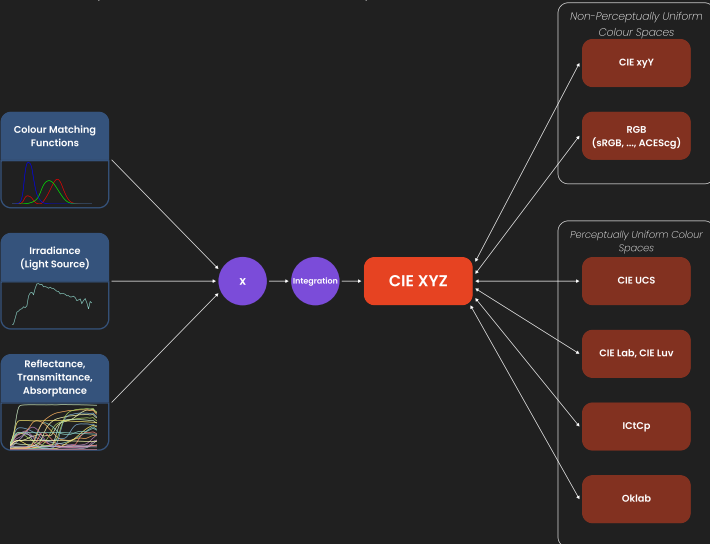 Non-Perceptually Uniform
Colour Spaces
CIE xyY
RGB
(sRGB, ..., ACEScg)
Colour Matching
Functions
Irradiance
(Light Source)
Reflectance,
Transmittance,
Absorptance
x
Integration
CIE XYZ
Perceptually Uniform Colour
Spaces
CIE UCS
CIE Lab, CIE Luv
ICtCp
Oklab